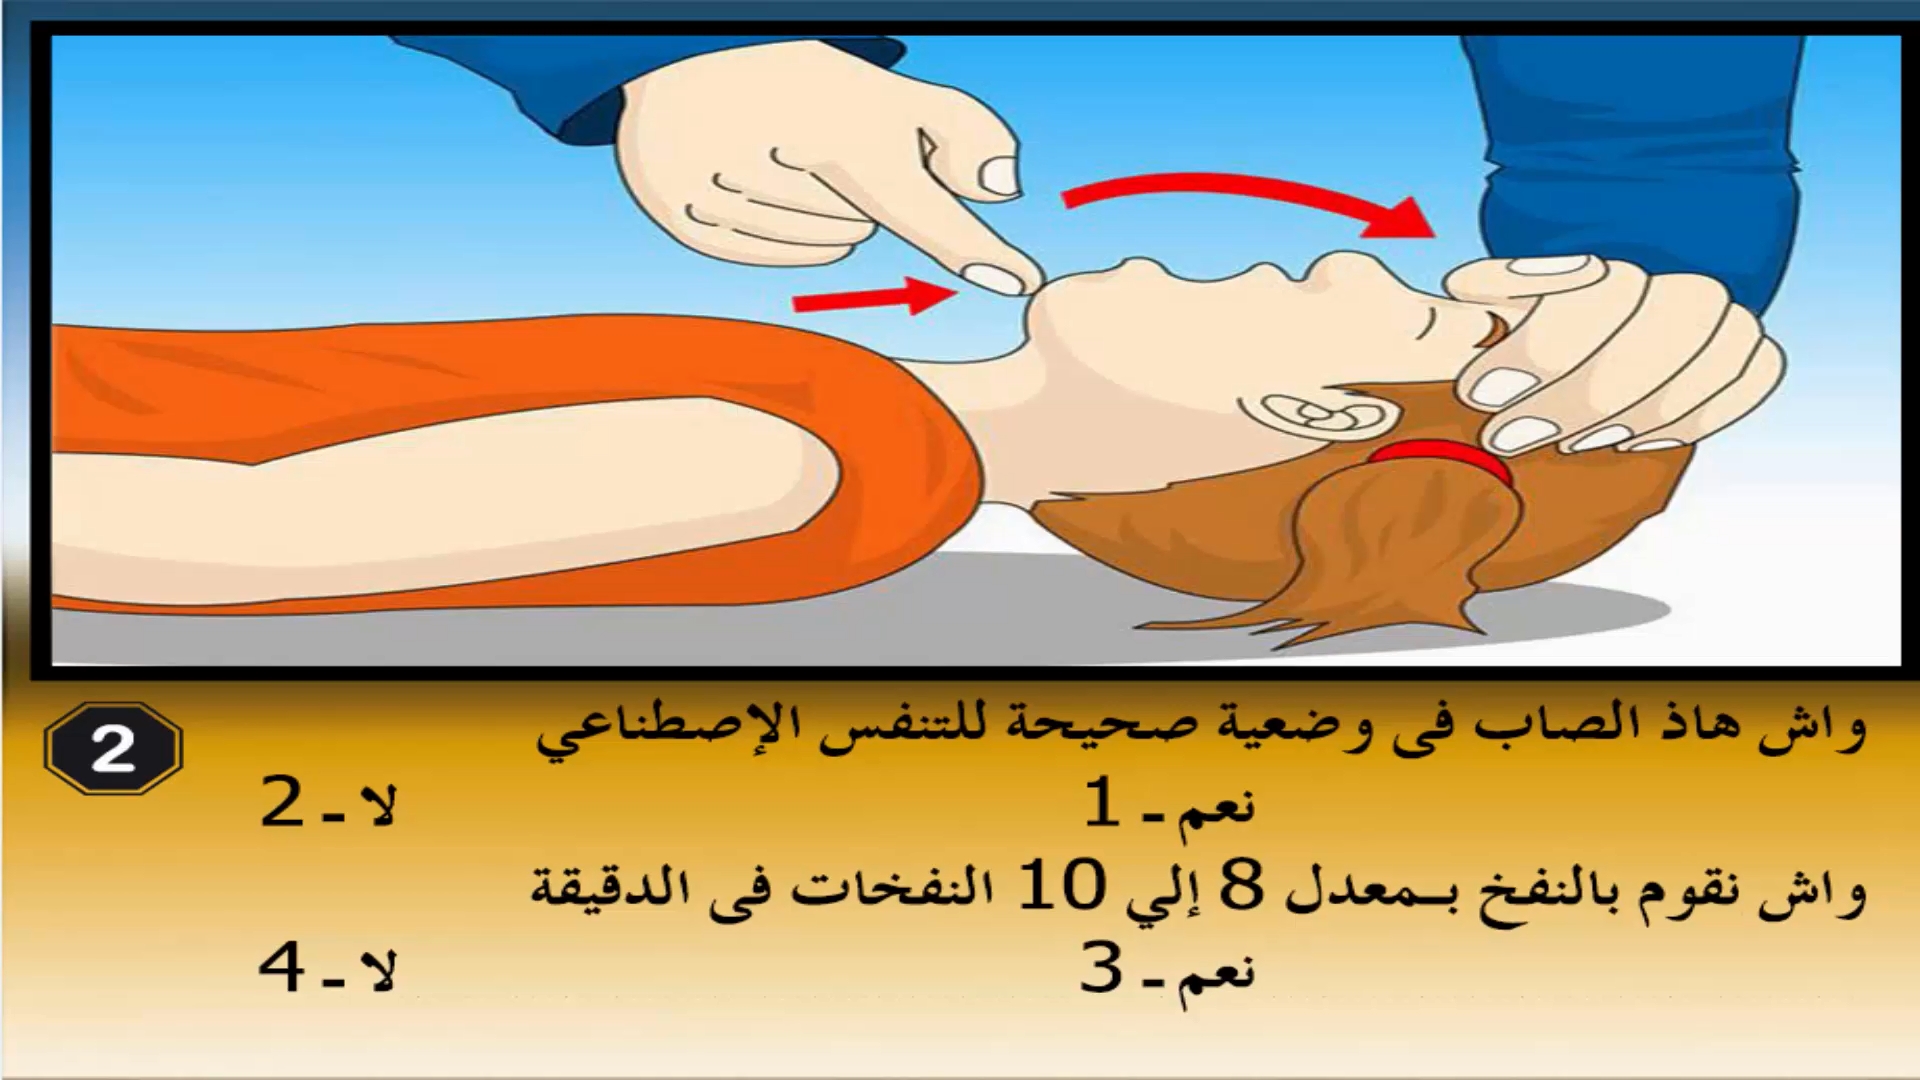 واش هاذ الصاب فى وضعية صحيحة للتنفس الإصطناعي
2
نعم - 1
لا - 2
واش نقوم بالنفخ بـمعدل 8 إلي 10 النفخات فى الدقيقة
نعم - 3
لا - 4